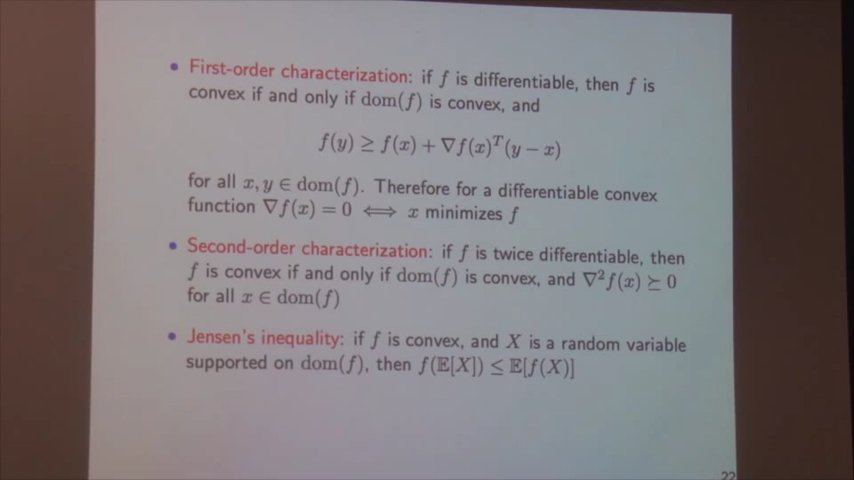 • First-order characterization: if f is differentiable, then f is
convex if and only if dom(f) is convex, and
f(y) ≥ f(x) + ∇f(x)ᵀ(y − x)
for all x, y ∈ dom(f). Therefore for a differentiable convex
function ∇f(x) = 0 ⟺ x minimizes f
• Second-order characterization: if f is twice differentiable, then
f is convex if and only if dom(f) is convex, and ∇²f(x) ⪰ 0
for all x ∈ dom(f)
• Jensen's inequality: if f is convex, and X is a random variable
supported on dom(f), then f(𝔼[X]) ≤ 𝔼[f(X)]
22